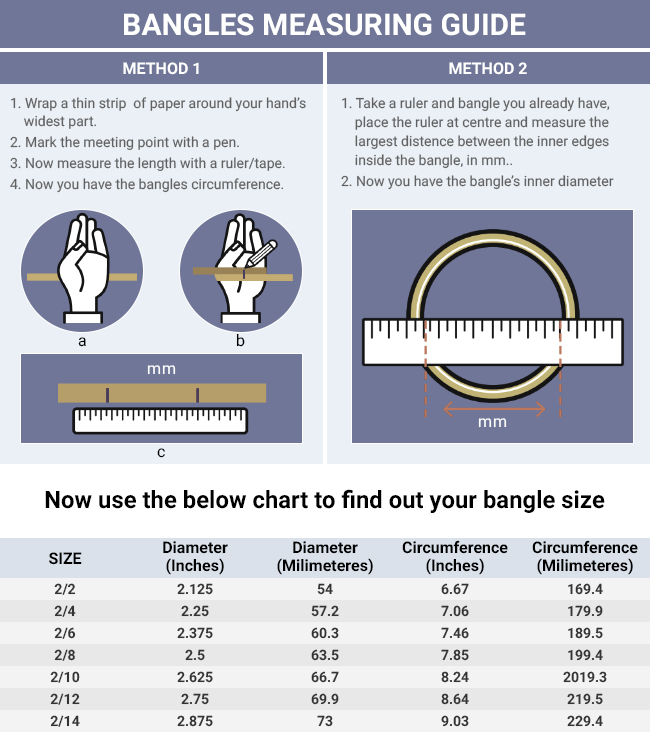 BANGLES MEASURING GUIDE
METHOD 1
1. Wrap a thin strip of paper around your hand's
widest part.
2. Mark the meeting point with a pen.
3. Now measure the length with a ruler/tape.
4. Now you have the bangles circumference.
a
b
mm
c
METHOD 2
1. Take a ruler and bangle you already have,
place the ruler at centre and measure the
largest distence between the inner edges
inside the bangle, in mm..
2. Now you have the bangle's inner diameter
mm
Now use the below chart to find out your bangle size
SIZE Diameter (Inches) Diameter (Milimeteres) Circumference (Inches) Circumference (Milimeteres)
2/2 2.125 54 6.67 169.4
2/4 2.25 57.2 7.06 179.9
2/6 2.375 60.3 7.46 189.5
2/8 2.5 63.5 7.85 199.4
2/10 2.625 66.7 8.24 2019.3
2/12 2.75 69.9 8.64 219.5
2/14 2.875 73 9.03 229.4